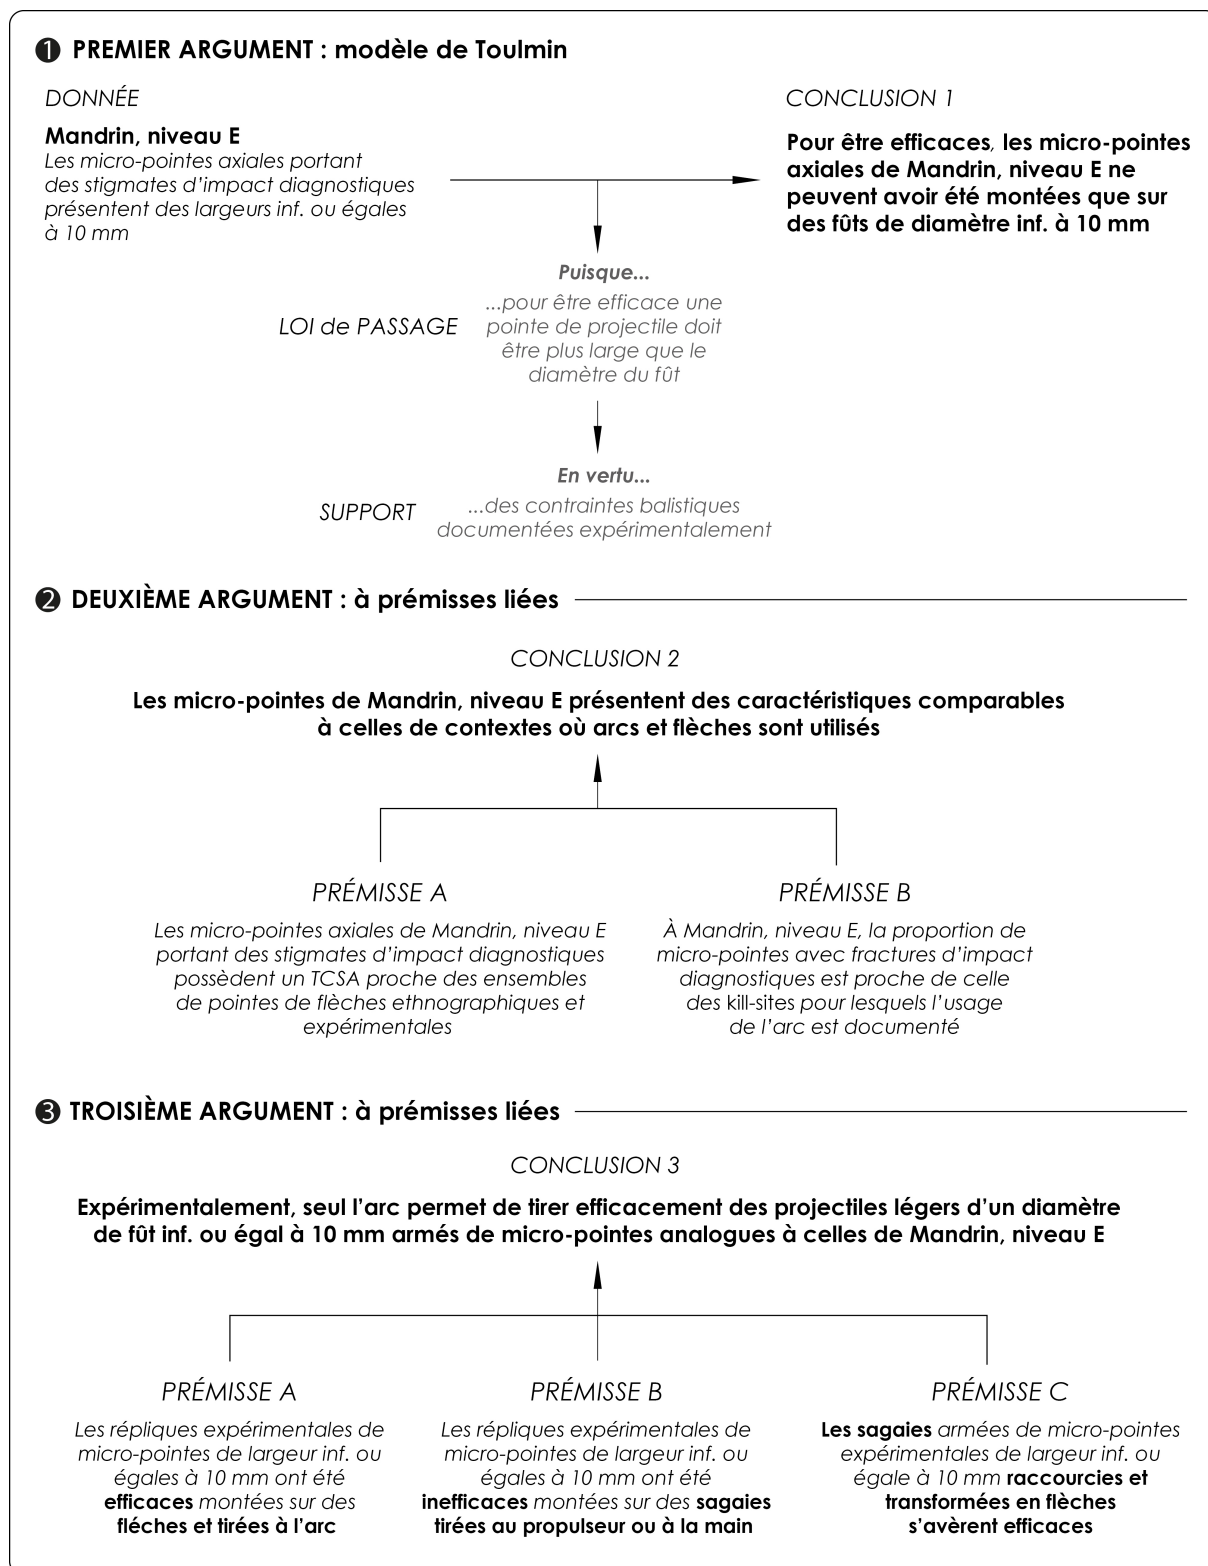 ❶ PREMIER ARGUMENT : modèle de Toulmin
DONNÉE
Mandrin, niveau E
Les micro-pointes axiales portant
des stigmates d'impact diagnostiques
présentent des largeurs inf. ou égales
à 10 mm
CONCLUSION 1
Pour être efficaces, les micro-pointes
axiales de Mandrin, niveau E ne
peuvent avoir été montées que sur
des fûts de diamètre inf. à 10 mm
Puisque...
LOI de PASSAGE
...pour être efficace une
pointe de projectile doit
être plus large que le
diamètre du fût
En vertu...
SUPPORT
...des contraintes balistiques
documentées expérimentalement
❷ DEUXIÈME ARGUMENT : à prémisses liées
CONCLUSION 2
Les micro-pointes de Mandrin, niveau E présentent des caractéristiques comparables
à celles de contextes où arcs et flèches sont utilisés
PRÉMISSE A
Les micro-pointes axiales de Mandrin, niveau E
portant des stigmates d'impact diagnostiques
possèdent un TCSA proche des ensembles
de pointes de flèches ethnographiques et
expérimentales
PRÉMISSE B
À Mandrin, niveau E, la proportion de
micro-pointes avec fractures d'impact
diagnostiques est proche de celle
des kill-sites pour lesquels l'usage
de l'arc est documenté
❸ TROISIÈME ARGUMENT : à prémisses liées
CONCLUSION 3
Expérimentalement, seul l'arc permet de tirer efficacement des projectiles légers d'un diamètre
de fût inf. ou égal à 10 mm armés de micro-pointes analogues à celles de Mandrin, niveau E
PRÉMISSE A
Les répliques expérimentales de
micro-pointes de largeur inf. ou
égales à 10 mm ont été
efficaces montées sur des
fléches et tirées à l'arc
PRÉMISSE B
Les répliques expérimentales de
micro-pointes de largeur inf. ou
égales à 10 mm ont été
inefficaces montées sur des sagaies
tirées au propulseur ou à la main
PRÉMISSE C
Les sagaies armées de micro-pointes
expérimentales de largeur inf. ou
égale à 10 mm raccourcies et
transformées en flèches
s'avèrent efficaces